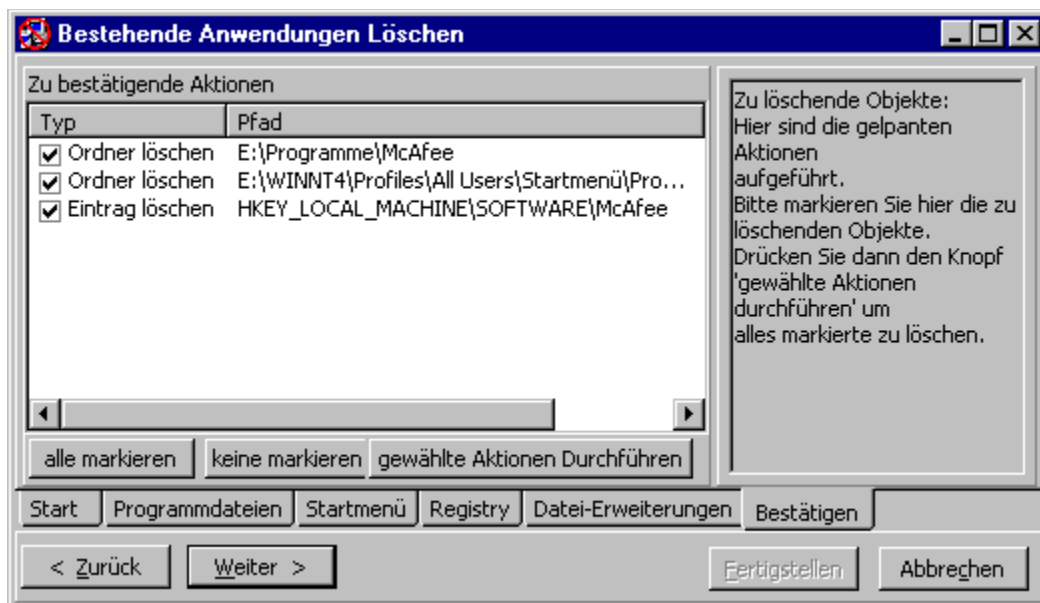 Bestehende Anwendungen Löschen
Zu bestätigende Aktionen
Typ Pfad
Ordner löschen E:\Programme\McAfee
Ordner löschen E:\WINNT4\Profiles\All Users\Startmenü\Pro...
Eintrag löschen HKEY_LOCAL_MACHINE\SOFTWARE\McAfee
alle markieren keine markieren gewählte Aktionen Durchführen
Zu löschende Objekte:
Hier sind die gelpanten
Aktionen
aufgeführt.
Bitte markieren Sie hier die zu
löschenden Objekte.
Drücken Sie dann den Knopf
'gewählte Aktionen
durchführen' um
alles markierte zu löschen.
Start Programmdateien Startmenü Registry Datei-Erweiterungen Bestätigen
< Zurück Weiter > Fertigstellen Abbrechen